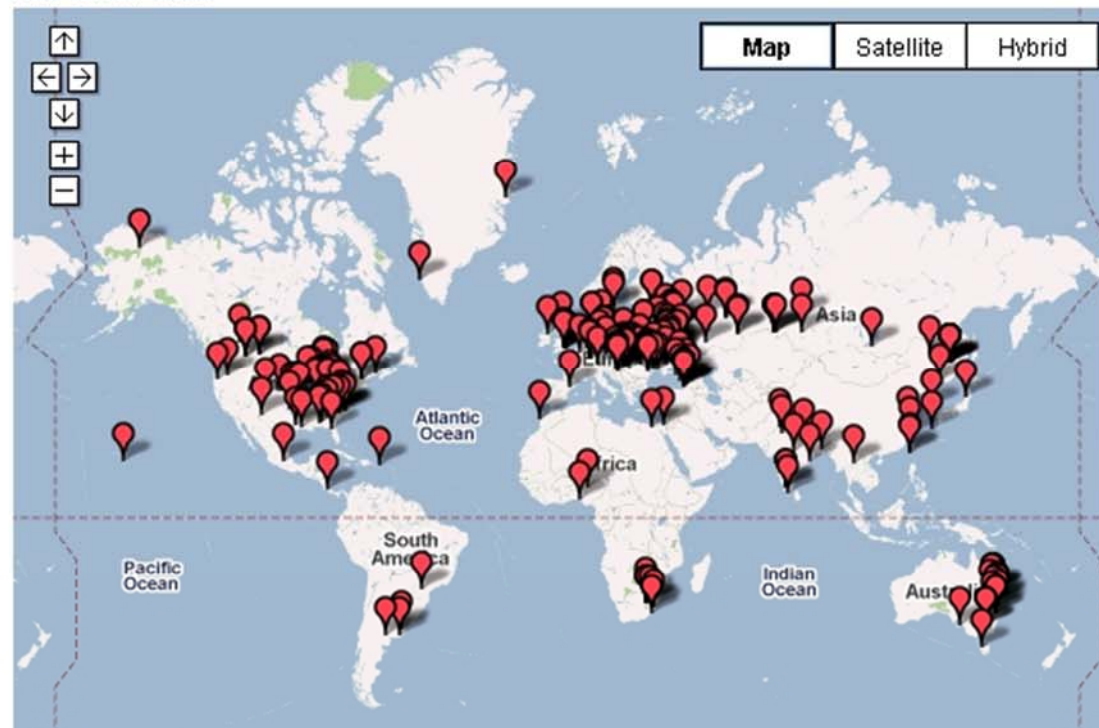 Map Satellite Hybrid
Asia
Atlantic
Ocean
South
America
Pacific
Ocean
Indian
Ocean